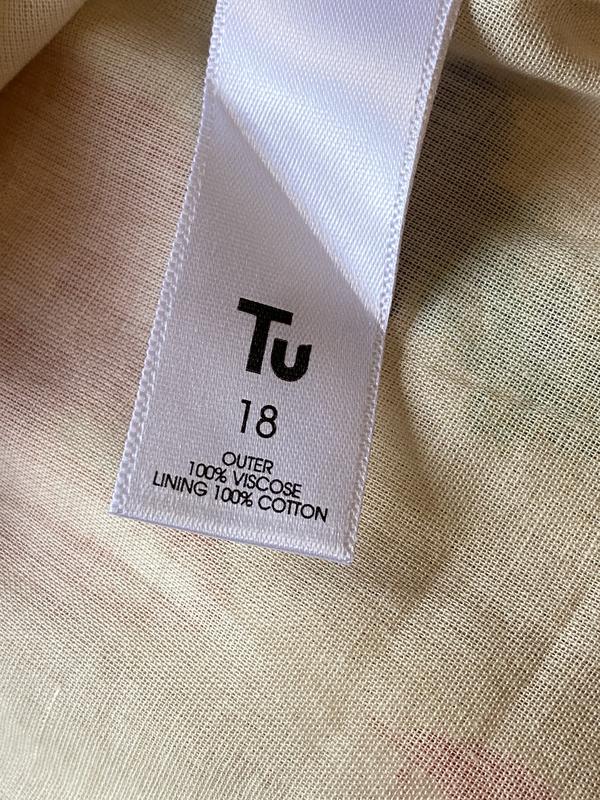 Tu
18
OUTER
100% VISCOSE
LINING 100% COTTON